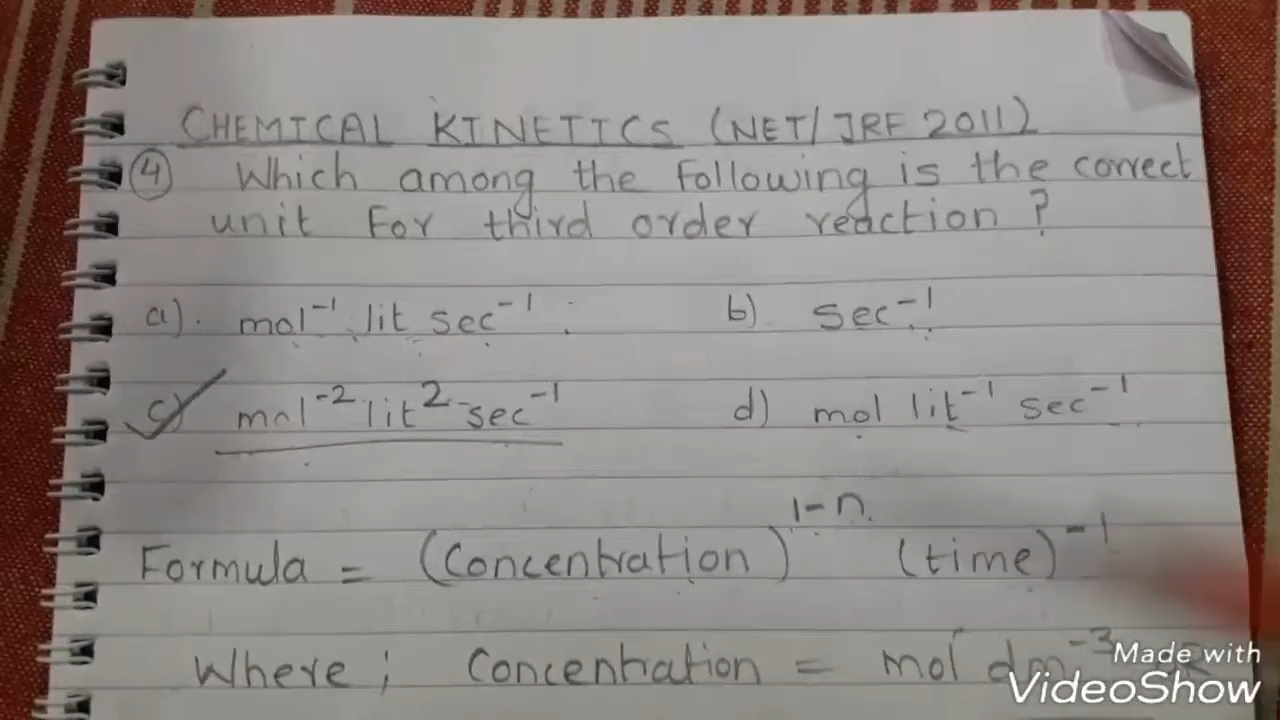 CHEMICAL KINETICS (NET/JRF 2011)
④ Which among the following is the correct
unit For third order reaction ?
a). mol⁻¹ lit sec⁻¹ :
b) sec⁻¹
c) mol⁻² lit² sec⁻¹
d) mol lit⁻¹ sec⁻¹
Formula = (Concentration)¹⁻ⁿ (time)⁻¹
Where ; Concentration = mol dm⁻³
Made with
VideoShow